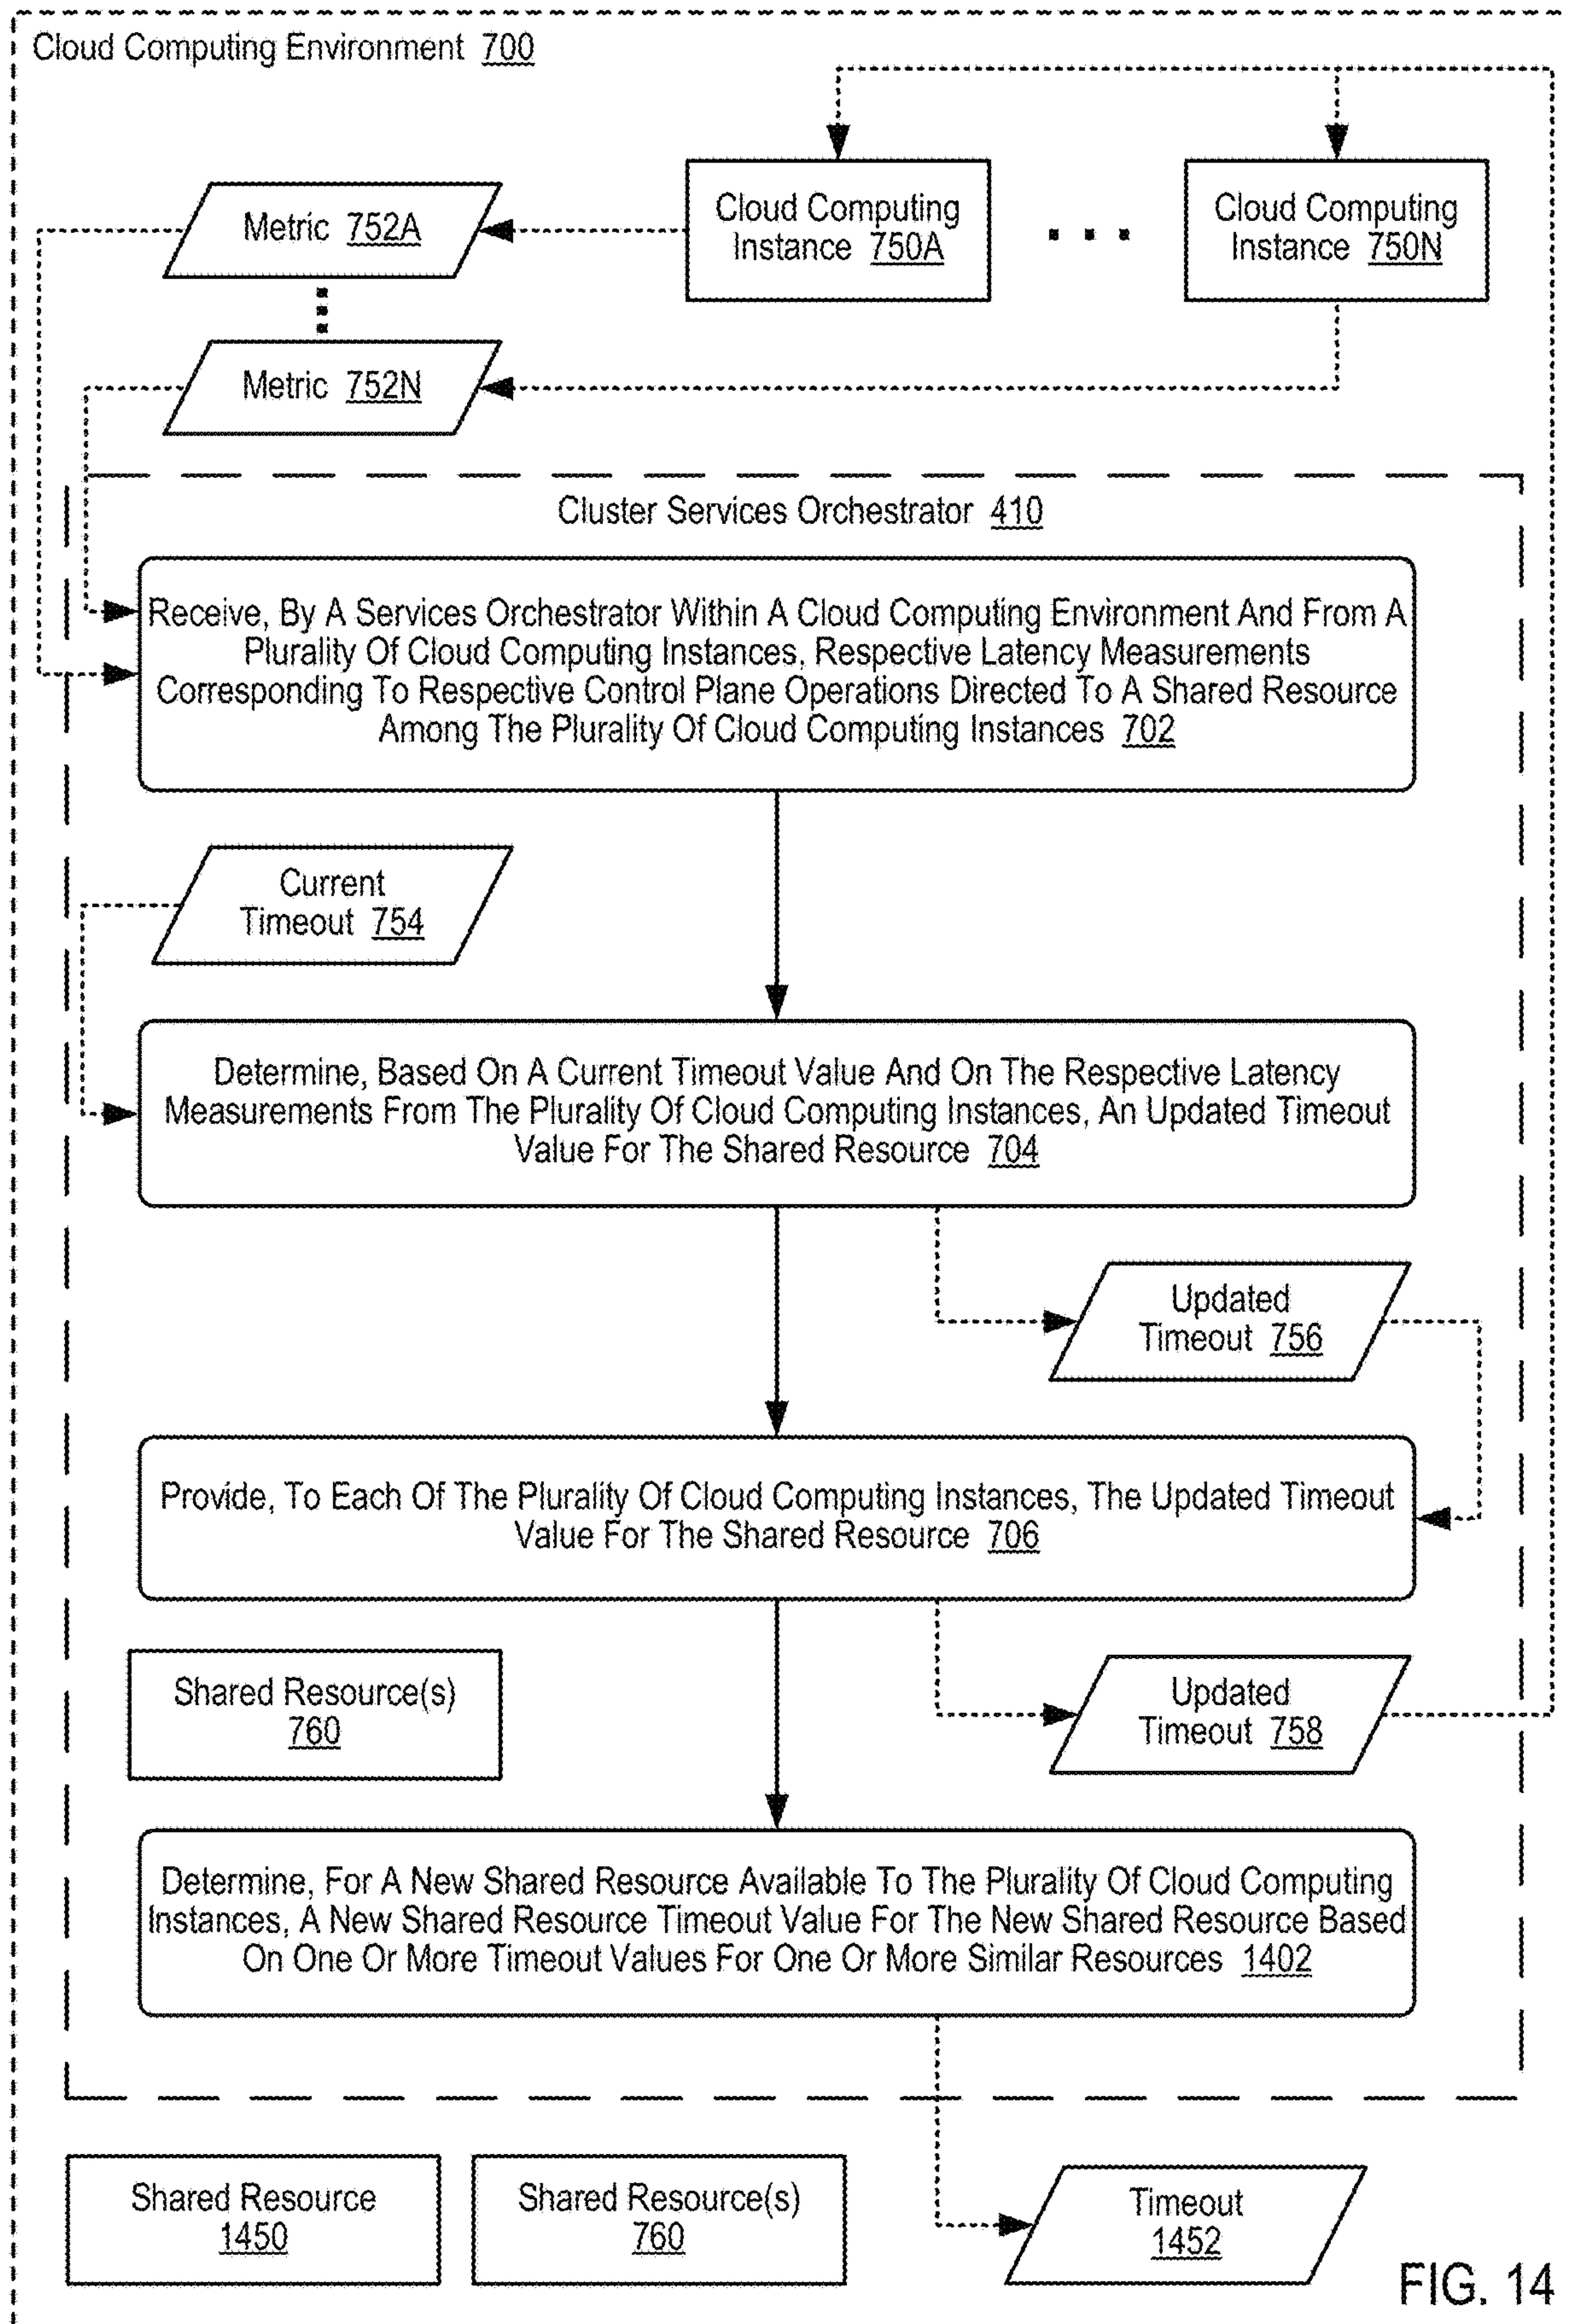 Cloud Computing Environment 700
Cloud Computing
Instance 750A
Cloud Computing
Instance 750N
Metric 752A
Metric 752N
Cluster Services Orchestrator 410
Receive, By A Services Orchestrator Within A Cloud Computing Environment And From A
Plurality Of Cloud Computing Instances, Respective Latency Measurements
Corresponding To Respective Control Plane Operations Directed To A Shared Resource
Among The Plurality Of Cloud Computing Instances 702
Current
Timeout 754
Determine, Based On A Current Timeout Value And On The Respective Latency
Measurements From The Plurality Of Cloud Computing Instances, An Updated Timeout
Value For The Shared Resource 704
Updated
Timeout 756
Provide, To Each Of The Plurality Of Cloud Computing Instances, The Updated Timeout
Value For The Shared Resource 706
Shared Resource(s)
760
Updated
Timeout 758
Determine, For A New Shared Resource Available To The Plurality Of Cloud Computing
Instances, A New Shared Resource Timeout Value For The New Shared Resource Based
On One Or More Timeout Values For One Or More Similar Resources 1402
Shared Resource
1450
Shared Resource(s)
760
Timeout
1452
FIG. 14